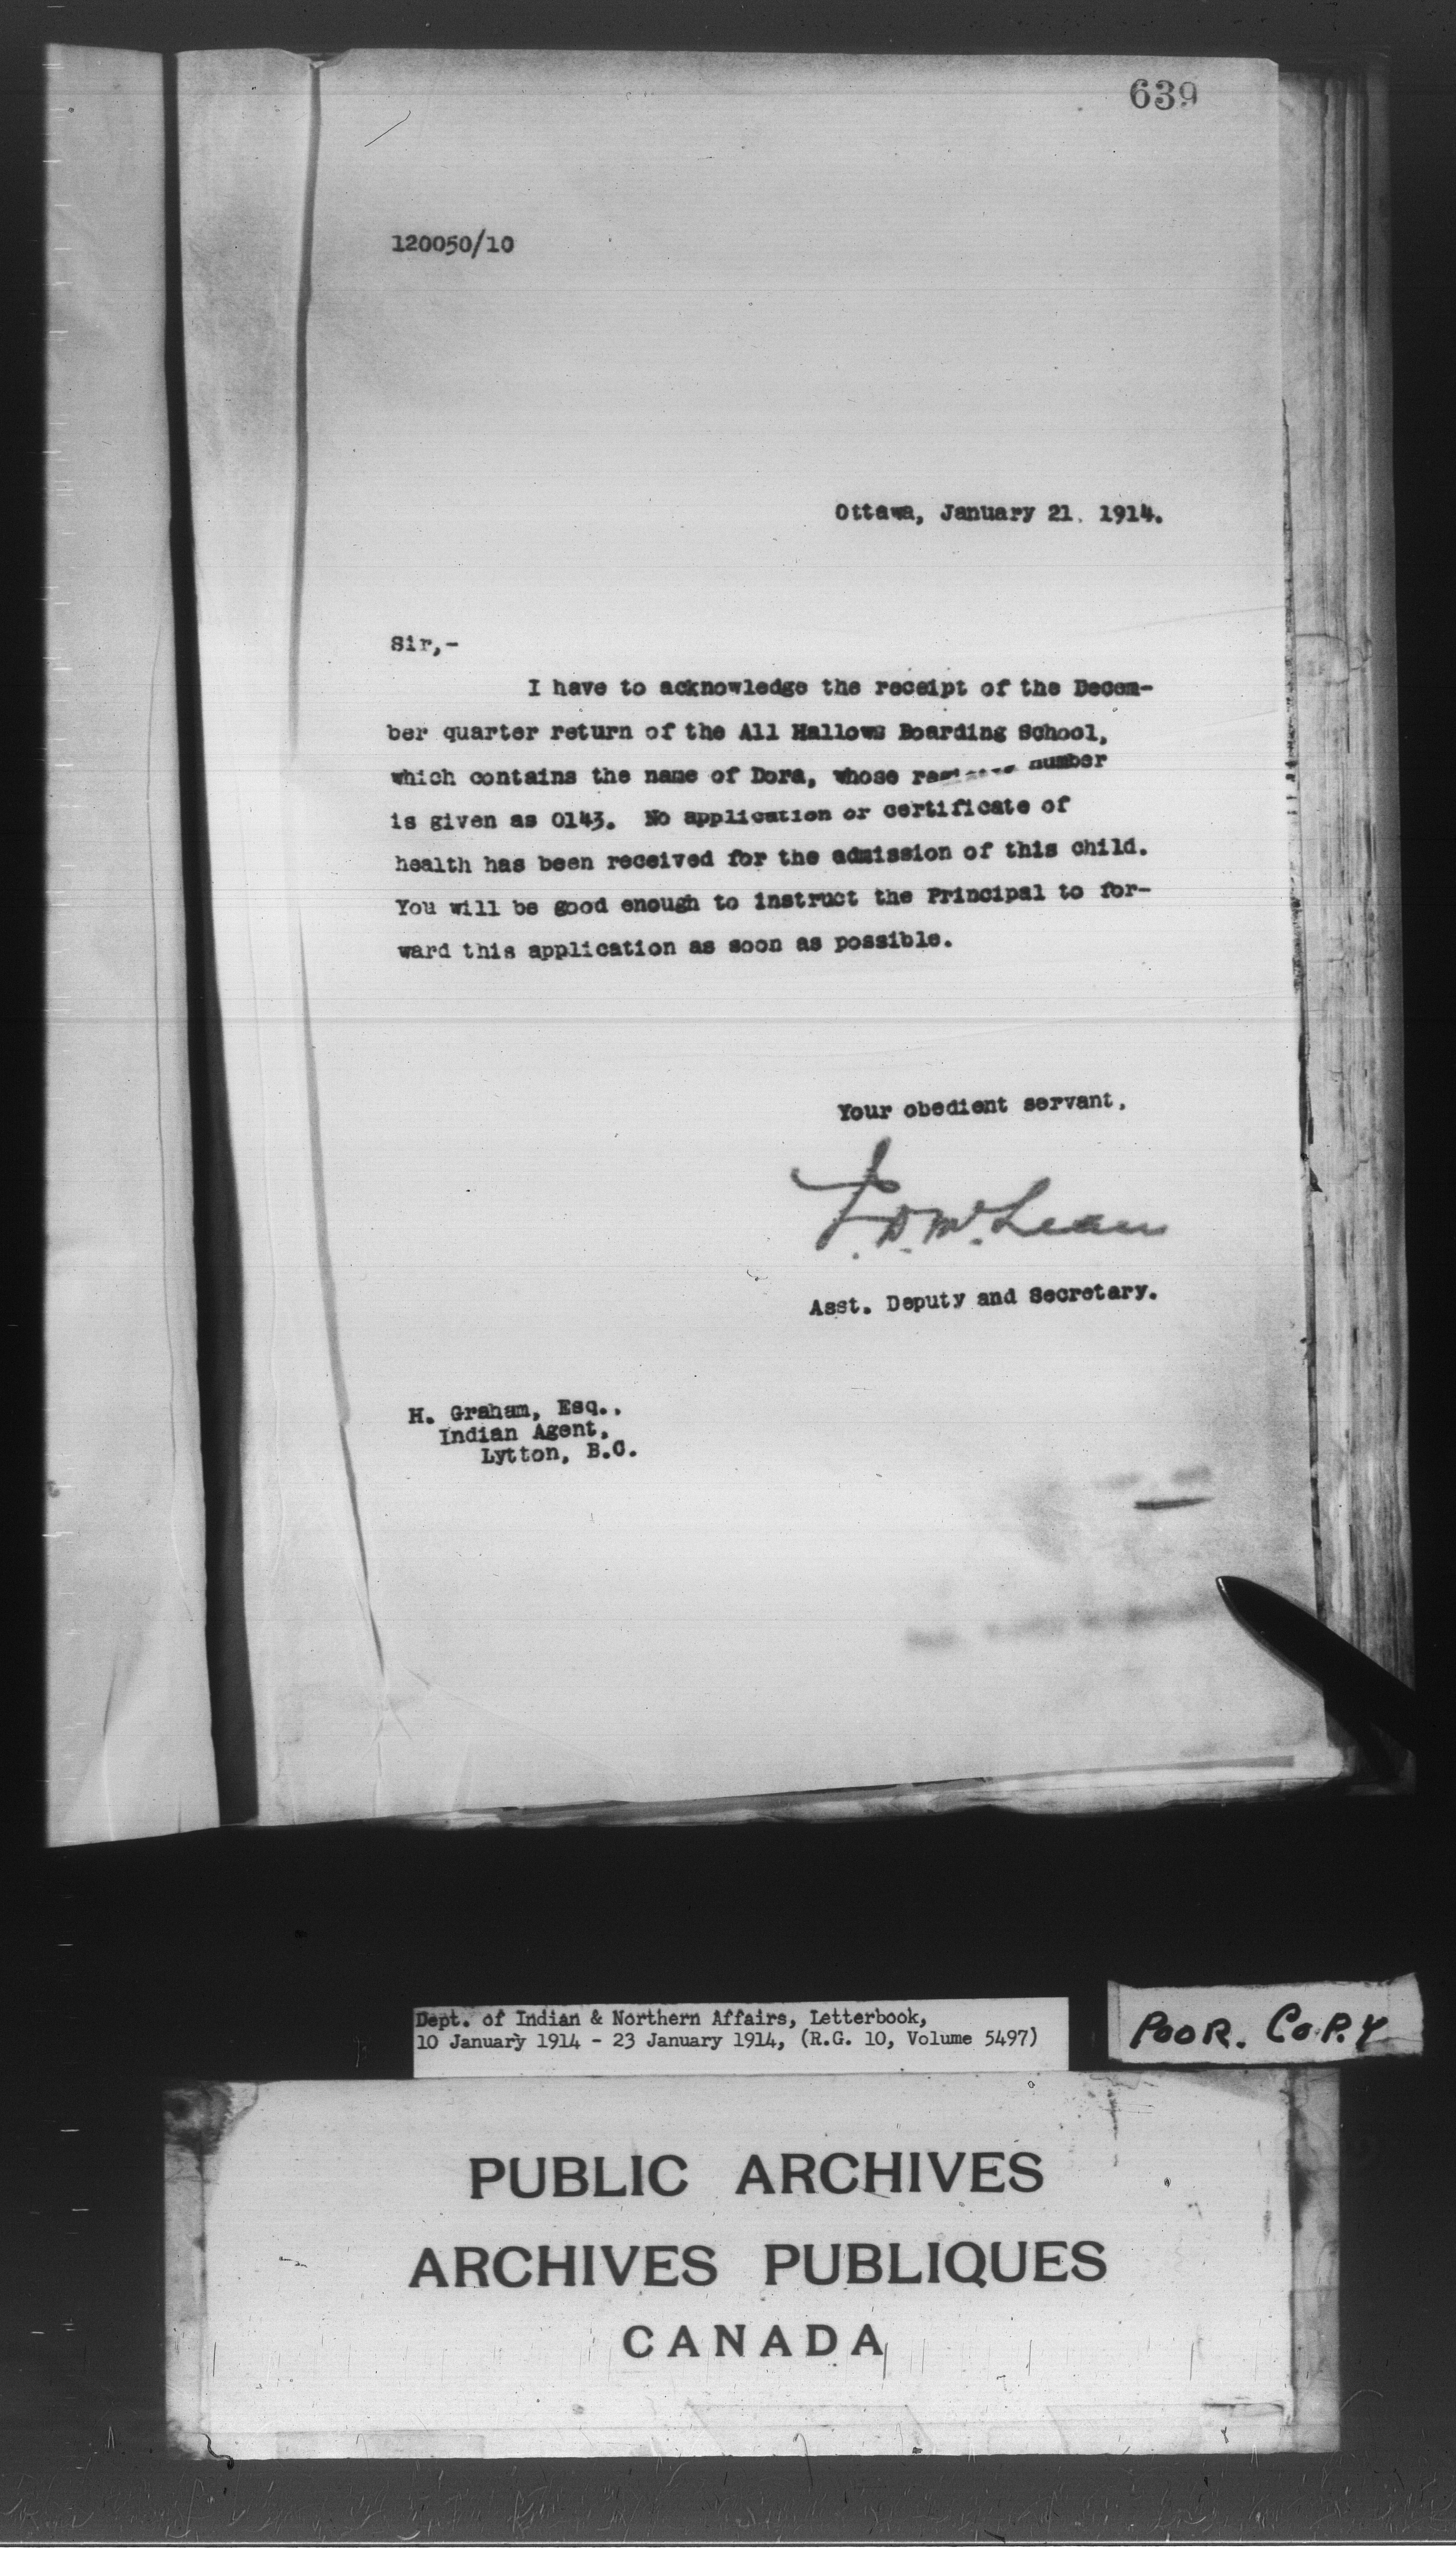 639
120050/10
Ottawa, January 21. 1914.
Sir,-
I have to acknowledge the receipt of the Decem-
ber quarter return of the All Hallows Boarding School,
which contains the name of Dora, whose number
is given as 0143. No application or certificate of
health has been received for the admission of this child.
You will be good enough to instruct the Principal to for-
ward this application as soon as possible.
Your obedient servant,
J. D. McLean
Asst. Deputy and Secretary.
H. Graham, Esq.,
Indian Agent,
Lytton, B.C.
Dept. of Indian & Northern Affairs, Letterbook,
10 January 1914 - 23 January 1914, (R.G. 10, Volume 5497)
POOR. COPY
PUBLIC ARCHIVES
ARCHIVES PUBLIQUES
CANADA